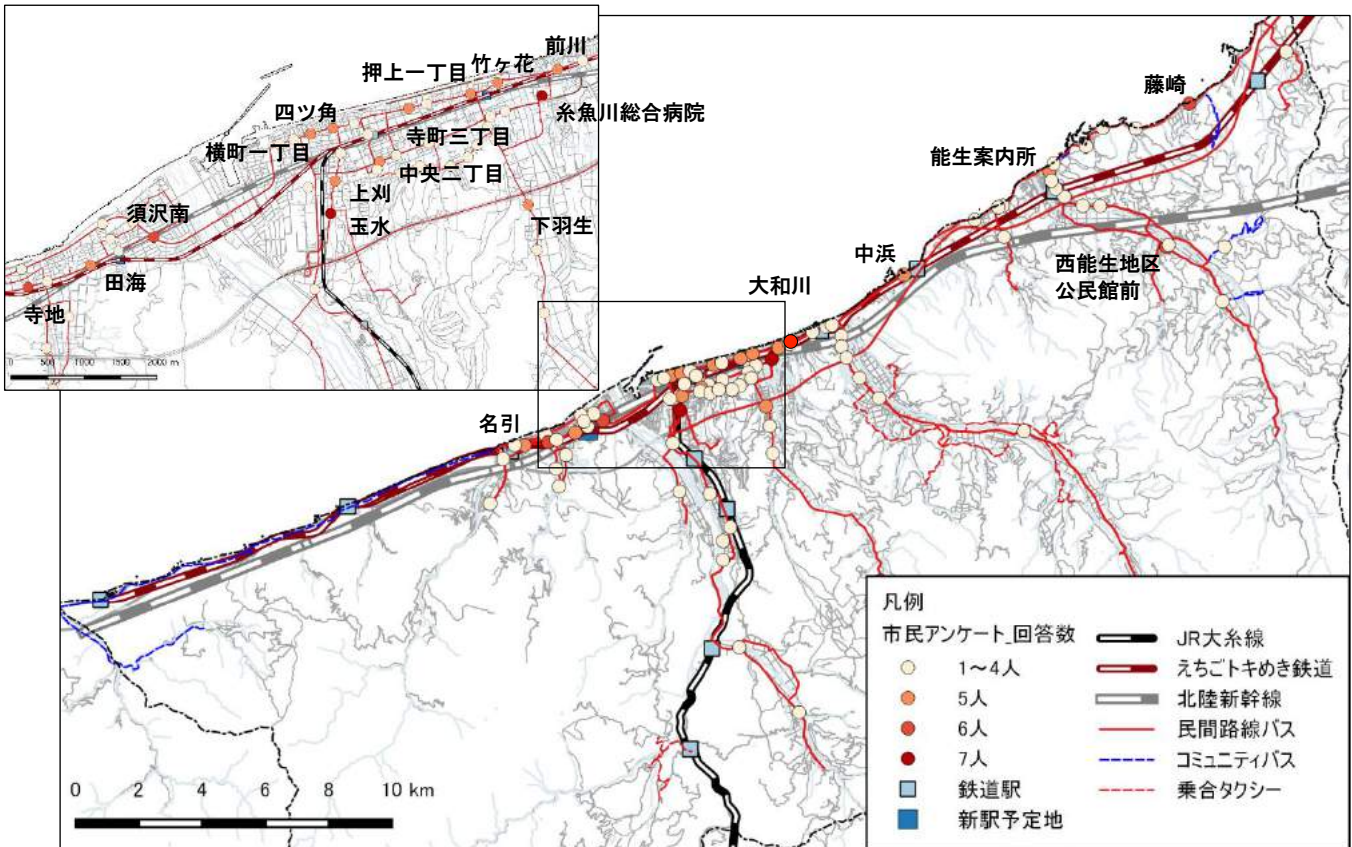 前川
竹ヶ花
押上一丁目
糸魚川総合病院
四ツ角
寺町三丁目
横町一丁目
中央二丁目
上刈
玉水
須沢南
下羽生
田海
寺地
0 500 1000 1500 2000 m
藤崎
能生案内所
中浜
西能生地区
公民館前
大和川
名引
0 2 4 6 8 10 km
凡例
市民アンケート_回答数
1～4人
5人
6人
7人
鉄道駅
新駅予定地
JR大糸線
えちごトキめき鉄道
北陸新幹線
民間路線バス
コミュニティバス
乗合タクシー